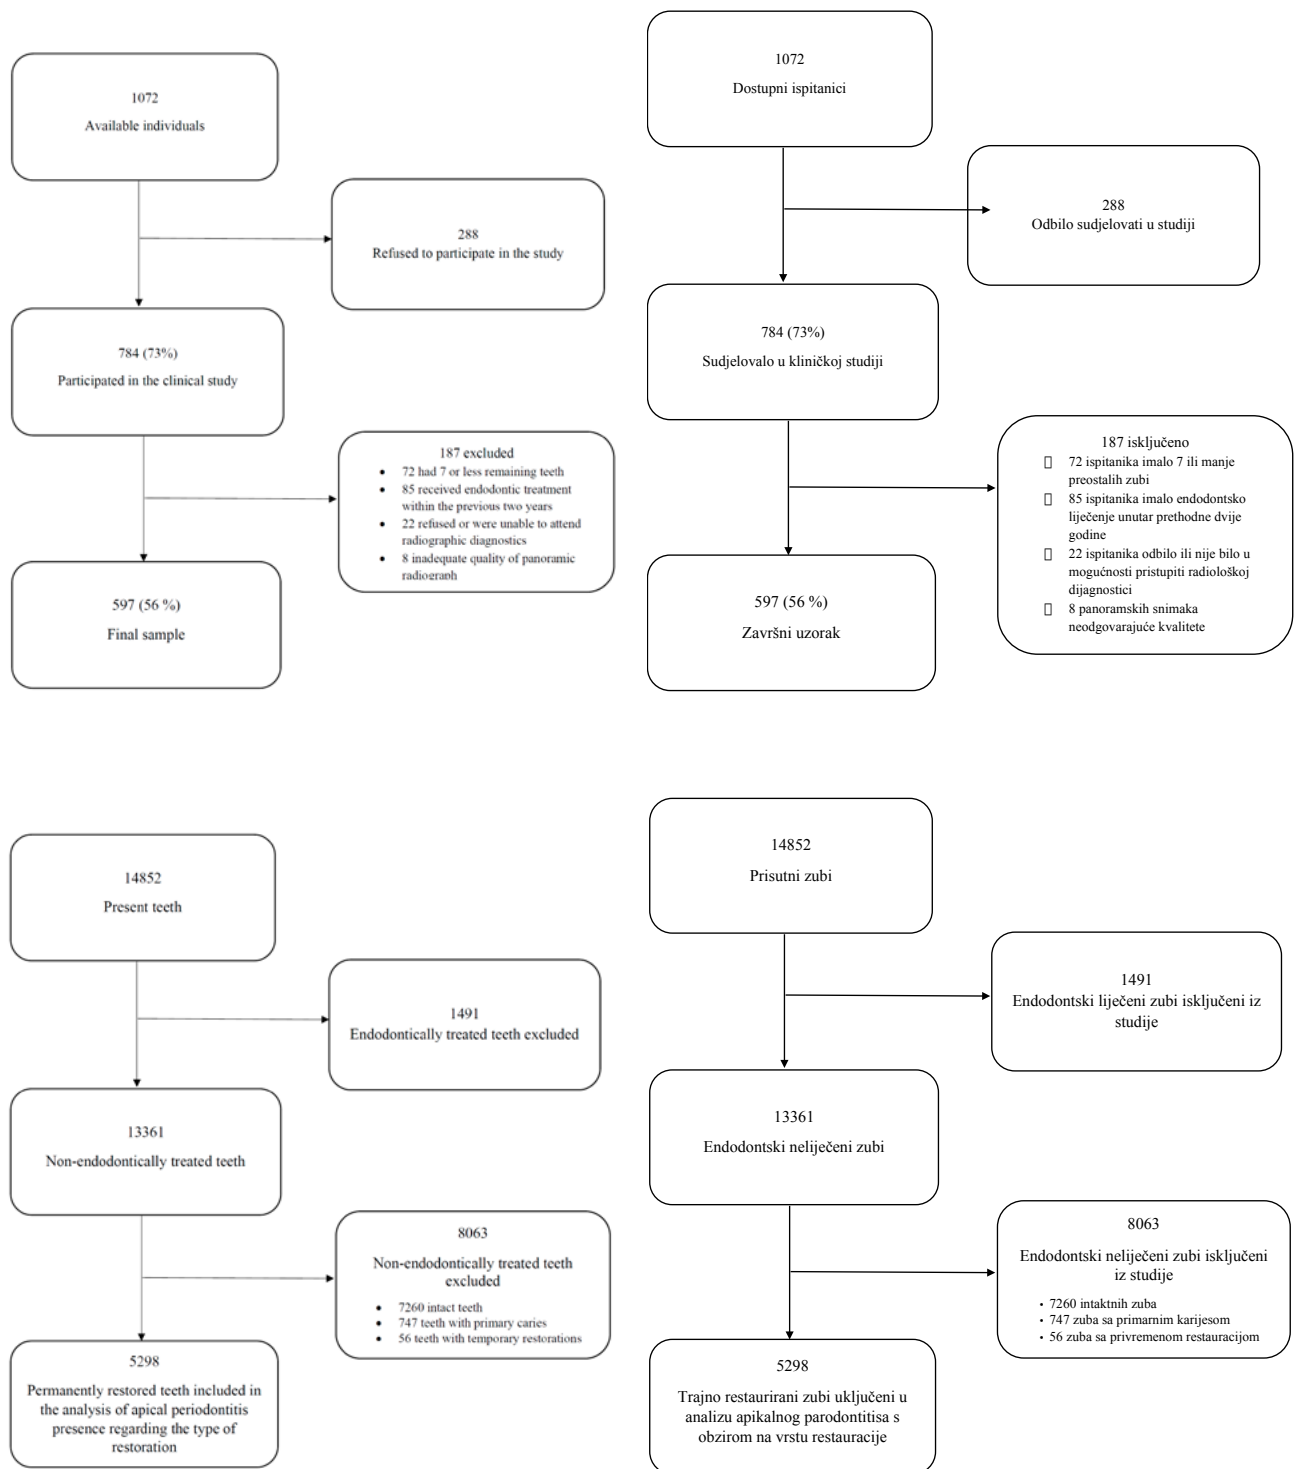 1072
Available individuals
288
Refused to participate in the study
784 (73%)
Participated in the clinical study
187 excluded
• 72 had 7 or less remaining teeth
• 85 received endodontic treatment
within the previous two years
• 22 refused or were unable to attend
radiographic diagnostics
• 8 inadequate quality of panoramic
radiograph
597 (56 %)
Final sample
1072
Dostupni ispitanici
288
Odbilo sudjelovati u studiji
784 (73%)
Sudjelovalo u kliničkoj studiji
187 isključeno
▯ 72 ispitanika imalo 7 ili manje
preostalih zubi
▯ 85 ispitanika imalo endodontsko
liječenje unutar prethodne dvije
godine
▯ 22 ispitanika odbilo ili nije bilo u
mogućnosti pristupiti radiološkoj
dijagnostici
▯ 8 panoramskih snimaka
neodgovarajuće kvalitete
597 (56 %)
Završni uzorak
14852
Present teeth
1491
Endodontically treated teeth excluded
13361
Non-endodontically treated teeth
8063
Non-endodontically treated teeth
excluded
• 7260 intact teeth
• 747 teeth with primary caries
• 56 teeth with temporary restorations
5298
Permanently restored teeth included in
the analysis of apical periodontitis
presence regarding the type of
restoration
14852
Prisutni zubi
1491
Endodontski liječeni zubi isključeni iz
studije
13361
Endodontski neliječeni zubi
8063
Endodontski neliječeni zubi isključeni
iz studije
• 7260 intaktnih zuba
• 747 zuba sa primarnim karijesom
• 56 zuba sa privremenom restauracijom
5298
Trajno restaurirani zubi uključeni u
analizu apikalnog parodontitisa s
obzirom na vrstu restauracije